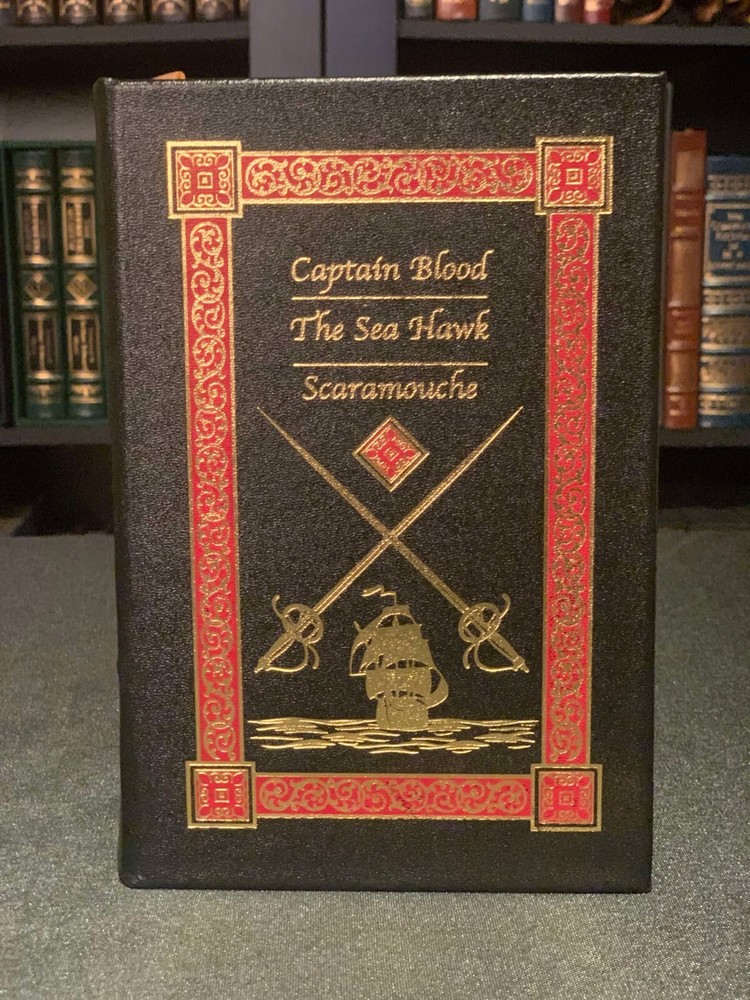 Captain Blood
The Sea Hawk
Scaramouche